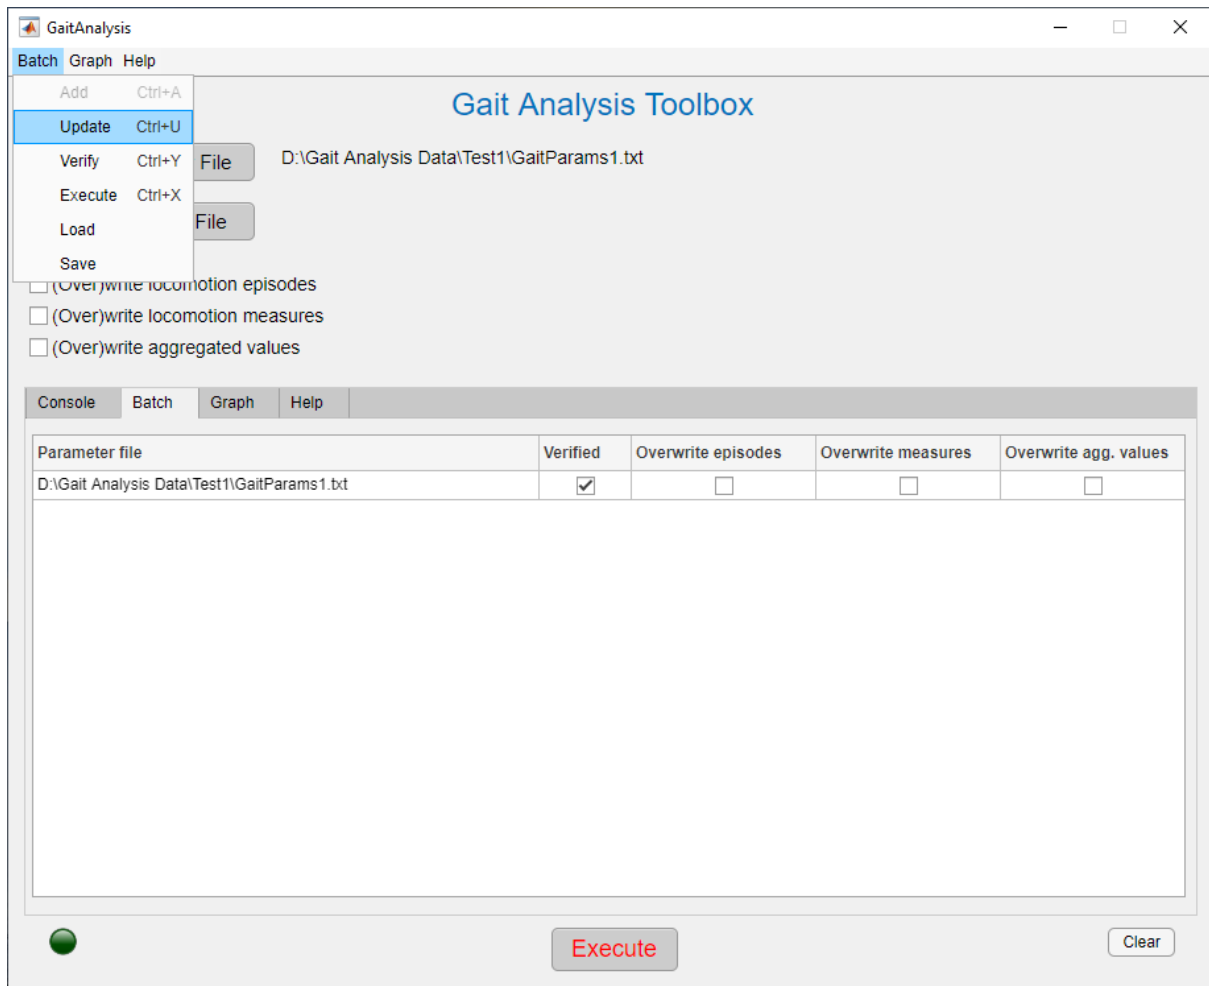 GaitAnalysis
Batch Graph Help
Add Ctrl+A
Update Ctrl+U
Verify Ctrl+Y
Execute Ctrl+X
Load
Save
Gait Analysis Toolbox
File D:\Gait Analysis Data\Test1\GaitParams1.txt
File
(Over)write locomotion episodes
(Over)write locomotion measures
(Over)write aggregated values
Console Batch Graph Help
Parameter file Verified Overwrite episodes Overwrite measures Overwrite agg. values
D:\Gait Analysis Data\Test1\GaitParams1.txt
Execute
Clear